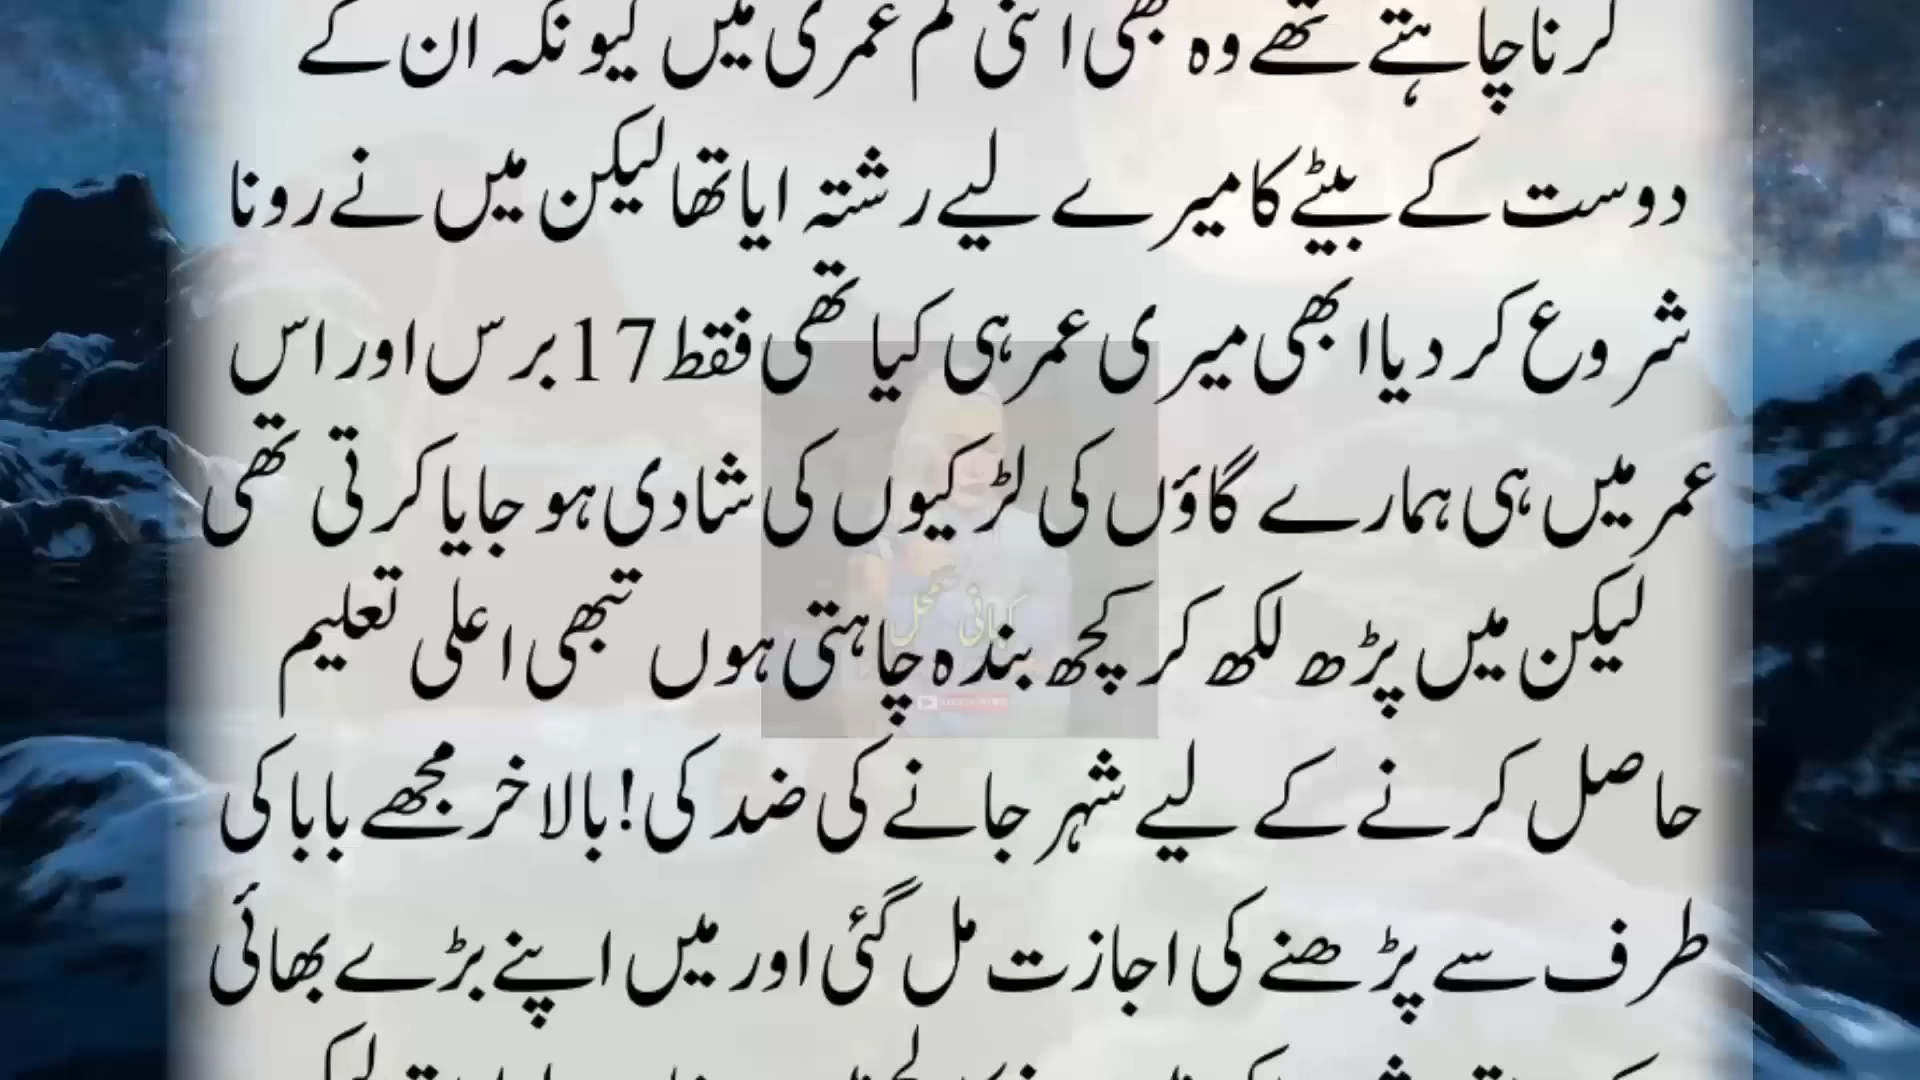 کرنا چاہتے تھے وہ بھی اتنی کم عمری میں کیونکہ ان کے
دوست کے بیٹے کا میرے لیے رشتہ ایا تھا لیکن میں نے رونا
شروع کر دیا ابھی میری عمر ہی کیا تھی فقط 17 برس اور اس
عمر میں ہی ہمارے گاؤں کی لڑکیوں کی شادی ہو جایا کرتی تھی
لیکن میں پڑھ لکھ کر کچھ بندہ چاہتی ہوں تبھی اعلی تعلیم
حاصل کرنے کے لیے شہر جانے کی ضد کی! بالاخر مجھے بابا کی
طرف سے پڑھنے کی اجازت مل گئی اور میں اپنے بڑے بھائی
کہانی محل